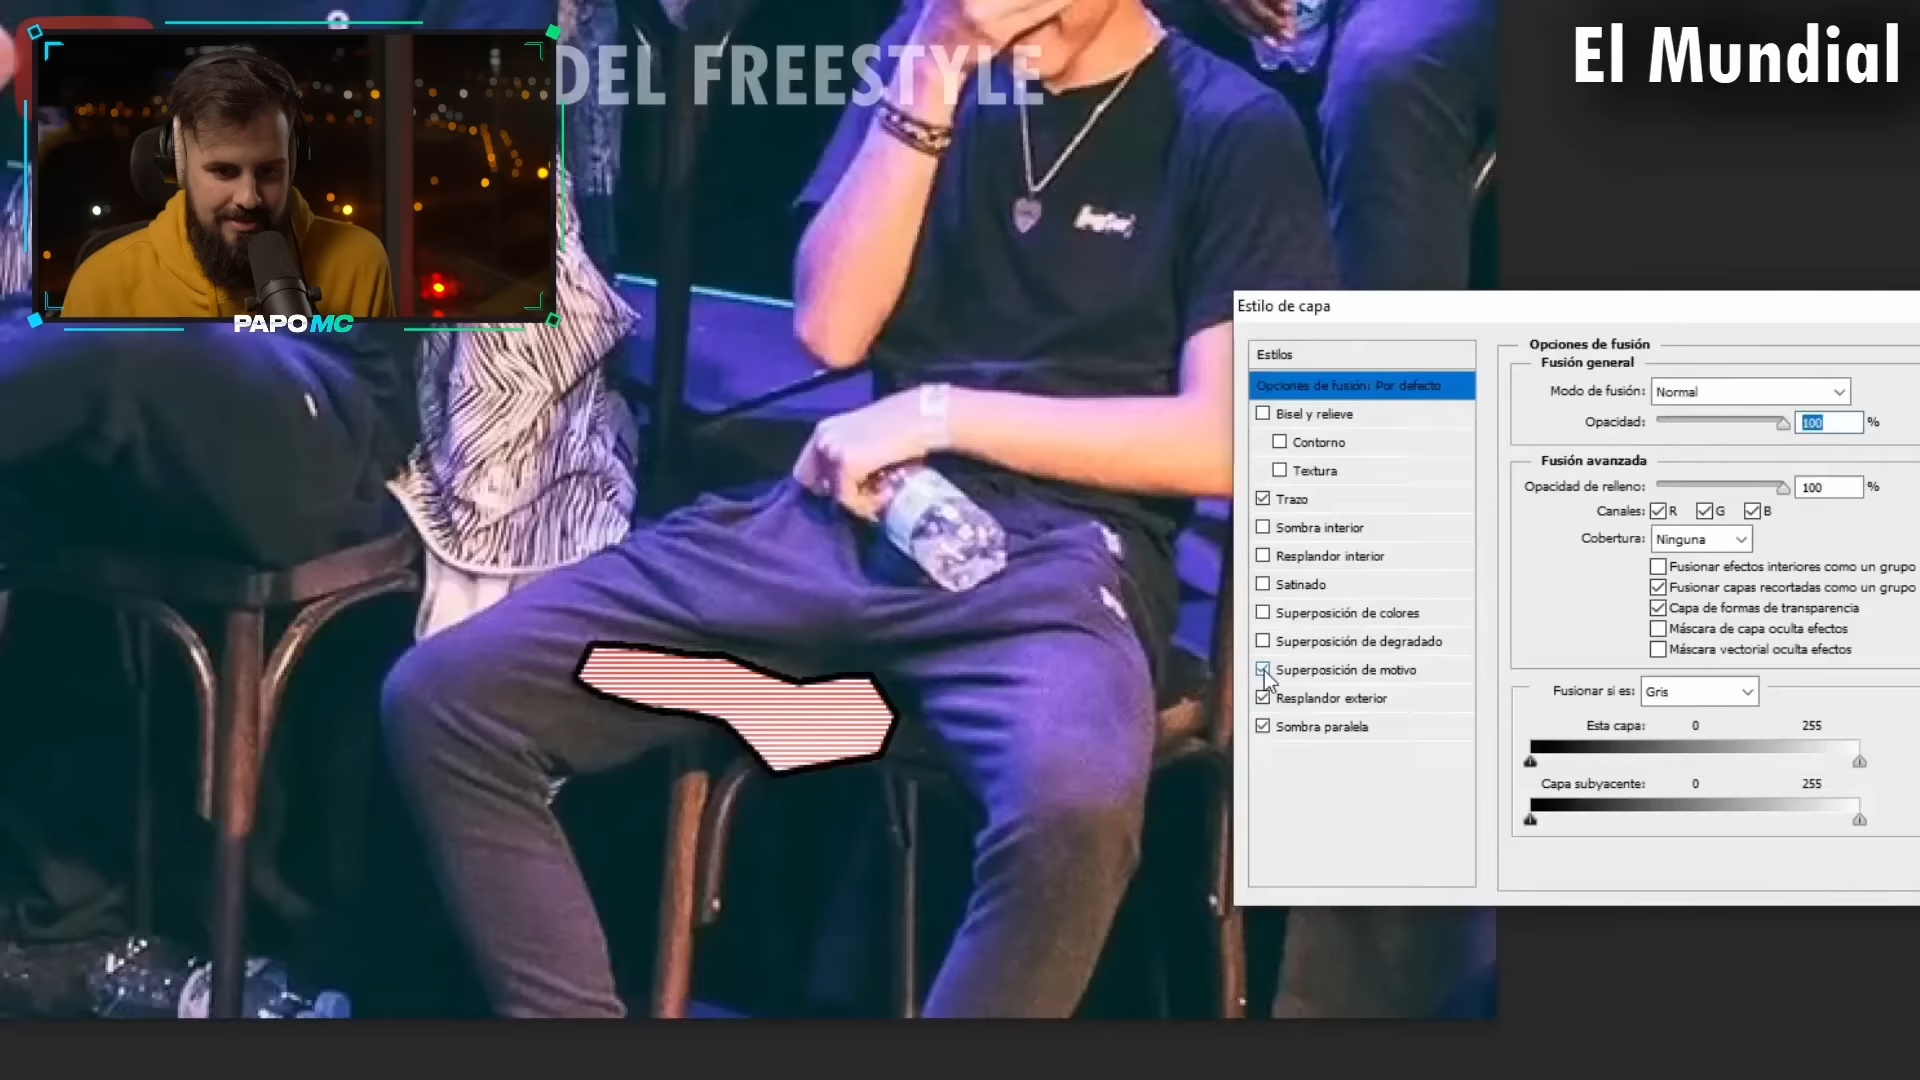 DEL FREESTYLE
El Mundial
PAPO MC
Estilo de capa
Estilos
Opciones de fusión: Por defecto
Bisel y relieve
Contorno
Textura
Trazo
Sombra interior
Resplandor interior
Satinado
Superposición de colores
Superposición de degradado
Superposición de motivo
Resplandor exterior
Sombra paralela
Opciones de fusión
Fusión general
Modo de fusión: Normal
Opacidad: 100 %
Fusión avanzada
Opacidad de relleno: 100 %
Canales: R G B
Cobertura: Ninguna
Fusionar efectos interiores como un grupo
Fusionar capas recortadas como un grupo
Capa de formas de transparencia
Máscara de capa oculta efectos
Máscara vectorial oculta efectos
Fusionar si es: Gris
Esta capa: 0 255
Capa subyacente: 0 255